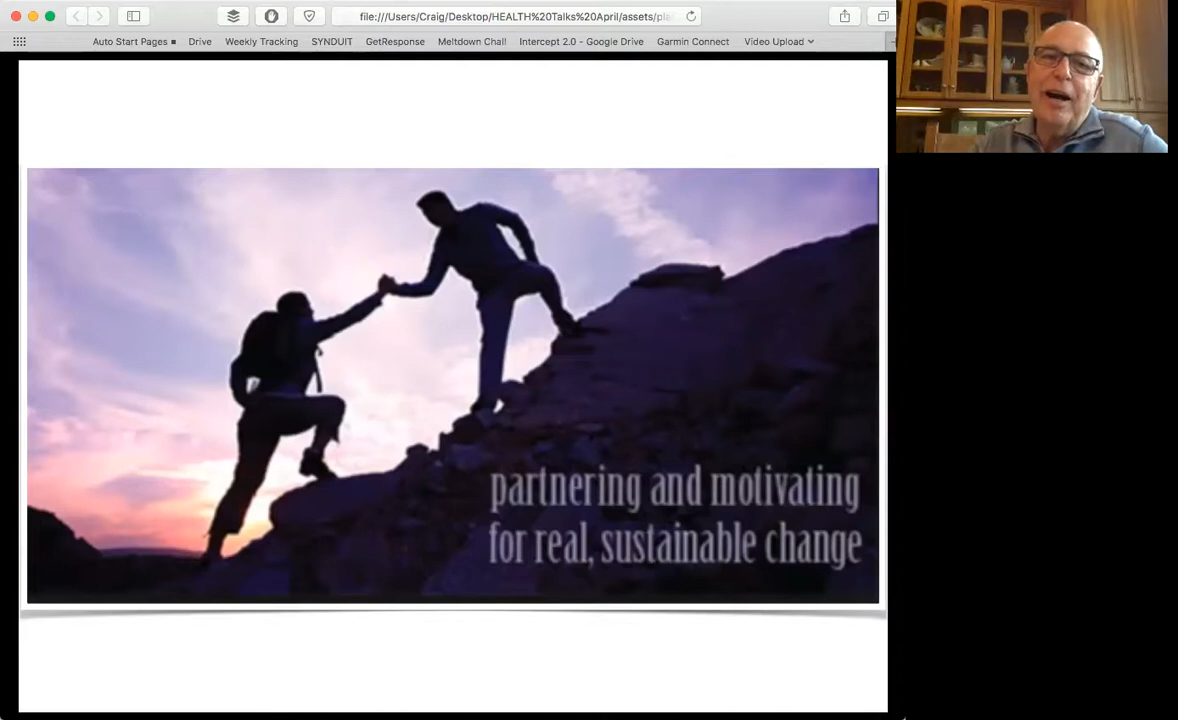 file:///Users/Craig/Desktop/HEALTH%20Talks%20April/assets/pla
Auto Start Pages Drive Weekly Tracking SYNDUIT GetResponse Meltdown Chall Intercept 2.0 - Google Drive Garmin Connect Video Upload
partnering and motivating
for real, sustainable change